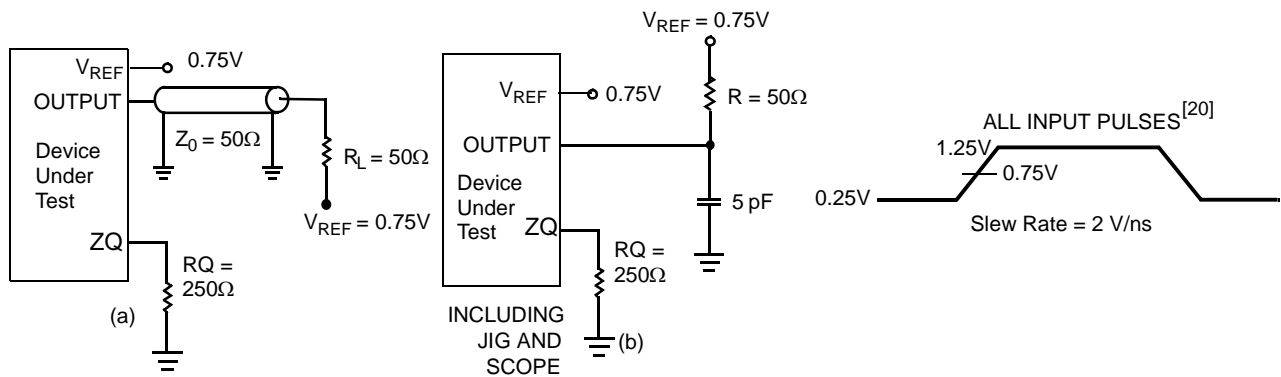 V_REF 0.75V
OUTPUT
Z_0 = 50Ω
Device
Under
Test
R_L = 50Ω
V_REF = 0.75V
ZQ
RQ =
250Ω
(a)
V_REF = 0.75V
R = 50Ω
V_REF 0.75V
OUTPUT
Device
Under
Test
5 pF
ZQ
RQ =
250Ω
INCLUDING
JIG AND
SCOPE
(b)
ALL INPUT PULSES[20]
1.25V
0.75V
0.25V
Slew Rate = 2 V/ns